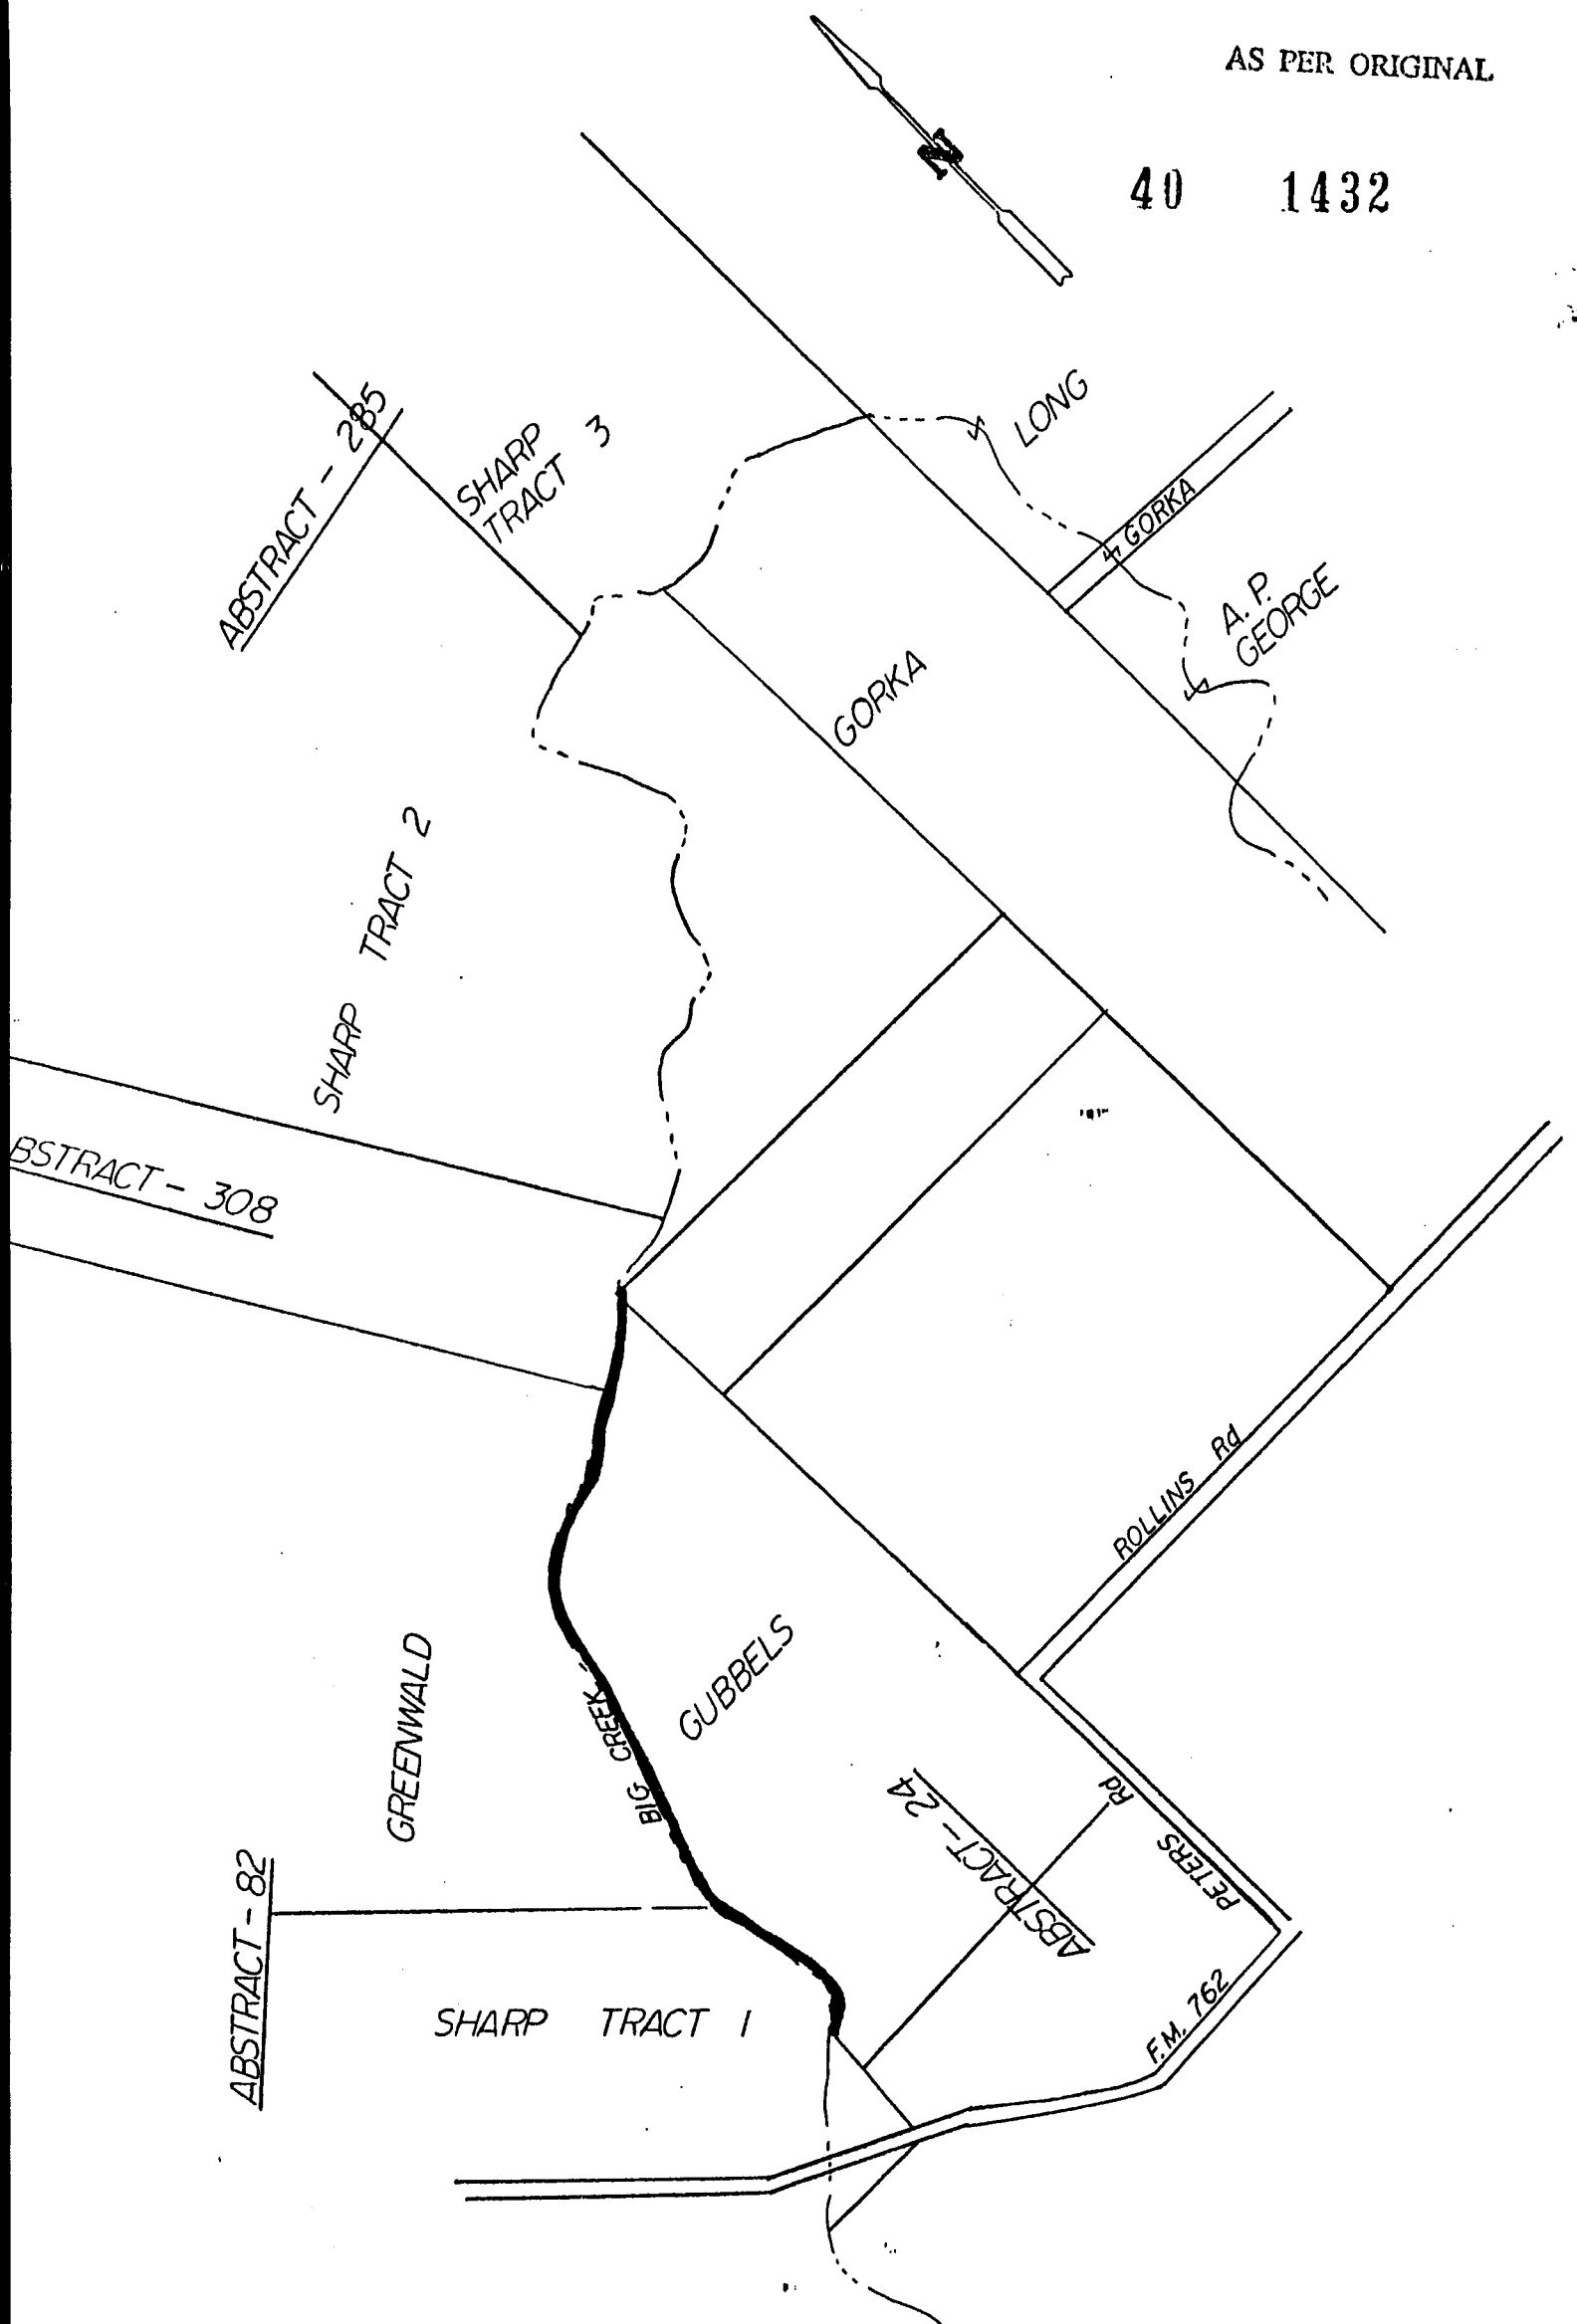 AS PER ORIGINAL
N
40 1432
LONG
ABSTRACT - 285
SHARP
TRACT 3
GORKA
A. P.
GEORGE
GORKA
SHARP TRACT 2
BSTRACT - 308
ROLLINS Rd
GREENWALD
BIG CREEK
GUBBELS
ABSTRACT - 24
PETERS Rd
ABSTRACT - 82
SHARP TRACT 1
F.M. 762